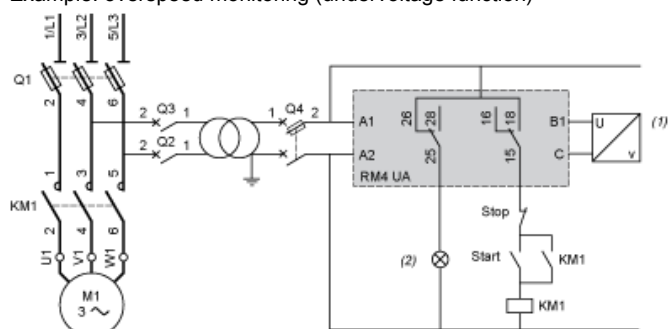 Example: overspeed monitoring (undervoltage function)
1/L1 3/L2 5/L3
Q1
2 4 6
2 Q3 1
1 Q4 2
2 Q2 1
A1
A2
26 28
25
16 18
15
B1
C
RM4 UA
U
v
(1)
1 3 5
KM1
2 4 6
U1 V1 W1
M1
3
(2)
Stop
Start
KM1
KM1